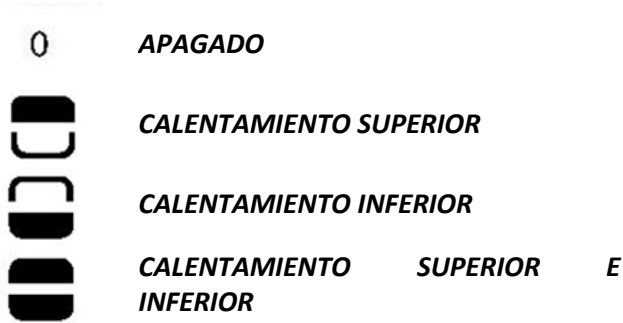 0 APAGADO
CALENTAMIENTO SUPERIOR
CALENTAMIENTO INFERIOR
CALENTAMIENTO SUPERIOR E
INFERIOR